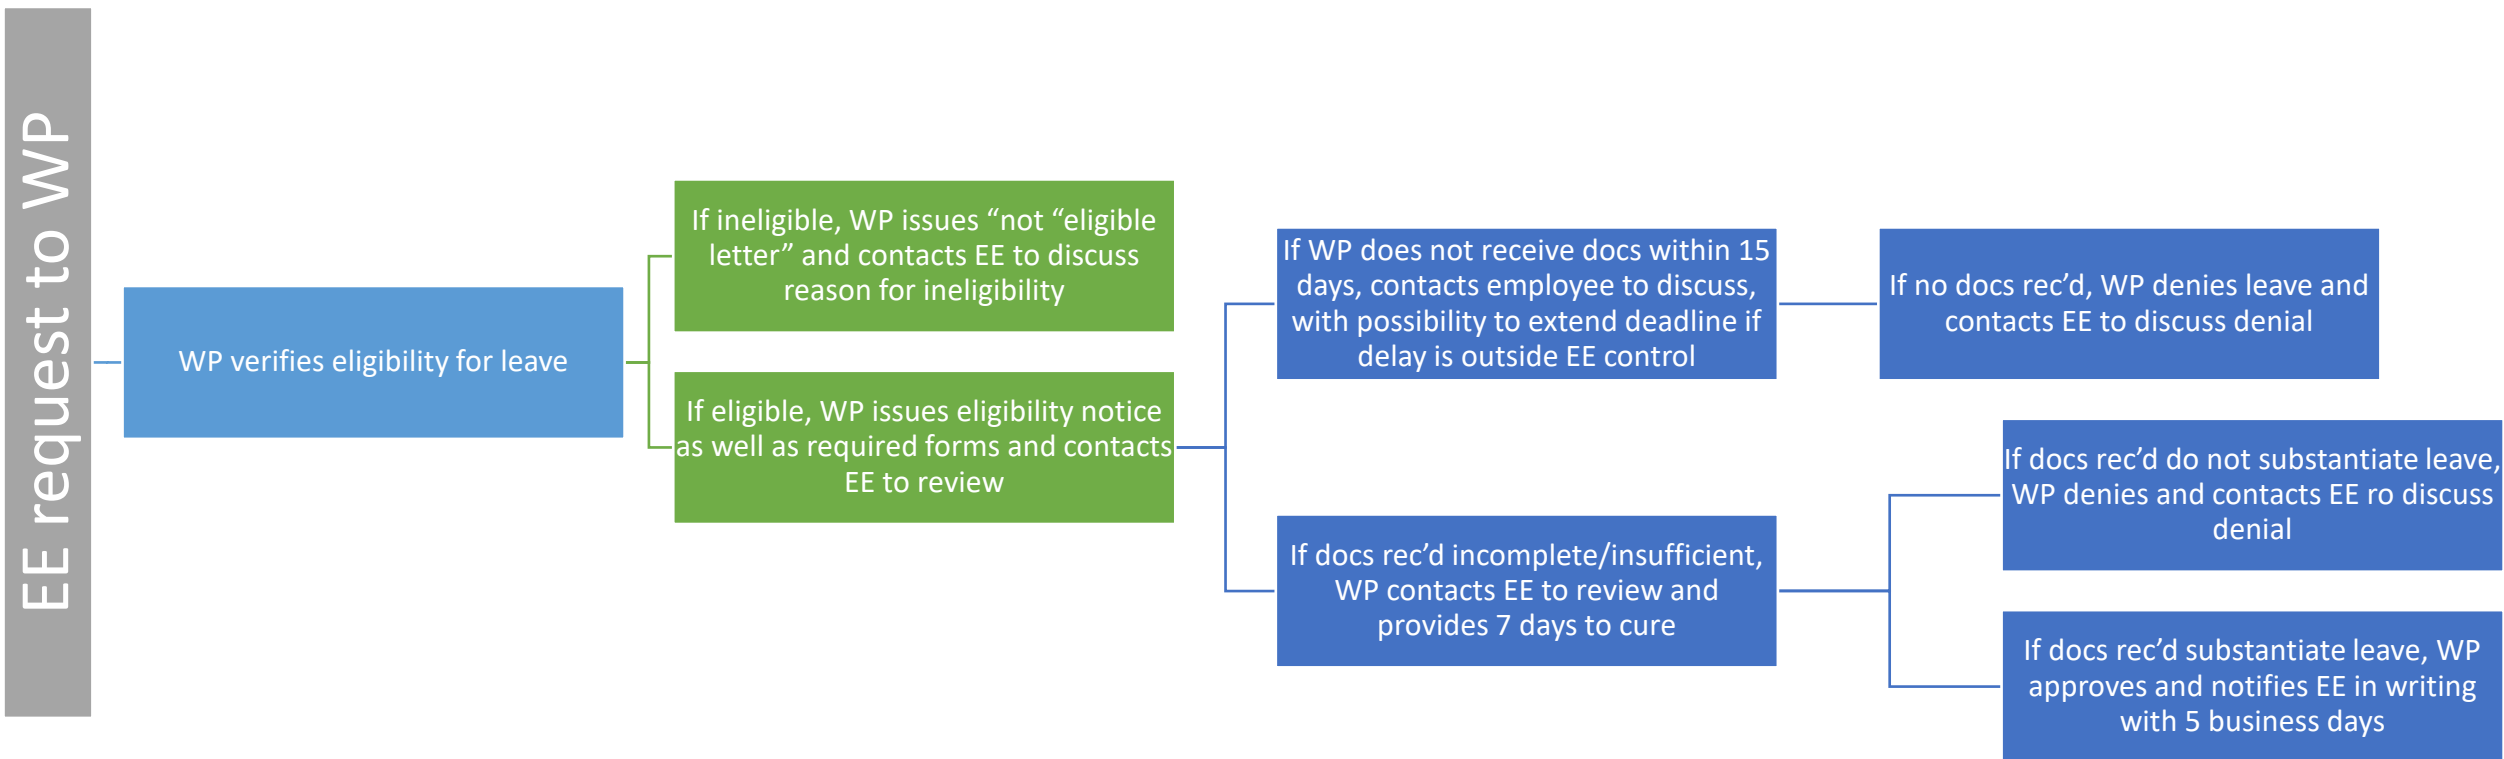 EE request to WP
WP verifies eligibility for leave
If ineligible, WP issues “not “eligible
letter” and contacts EE to discuss
reason for ineligibility
If eligible, WP issues eligibility notice
as well as required forms and contacts
EE to review
If WP does not receive docs within 15
days, contacts employee to discuss,
with possibility to extend deadline if
delay is outside EE control
If no docs rec’d, WP denies leave and
contacts EE to discuss denial
If docs rec’d incomplete/insufficient,
WP contacts EE to review and
provides 7 days to cure
If docs rec’d do not substantiate leave,
WP denies and contacts EE ro discuss
denial
If docs rec’d substantiate leave, WP
approves and notifies EE in writing
with 5 business days